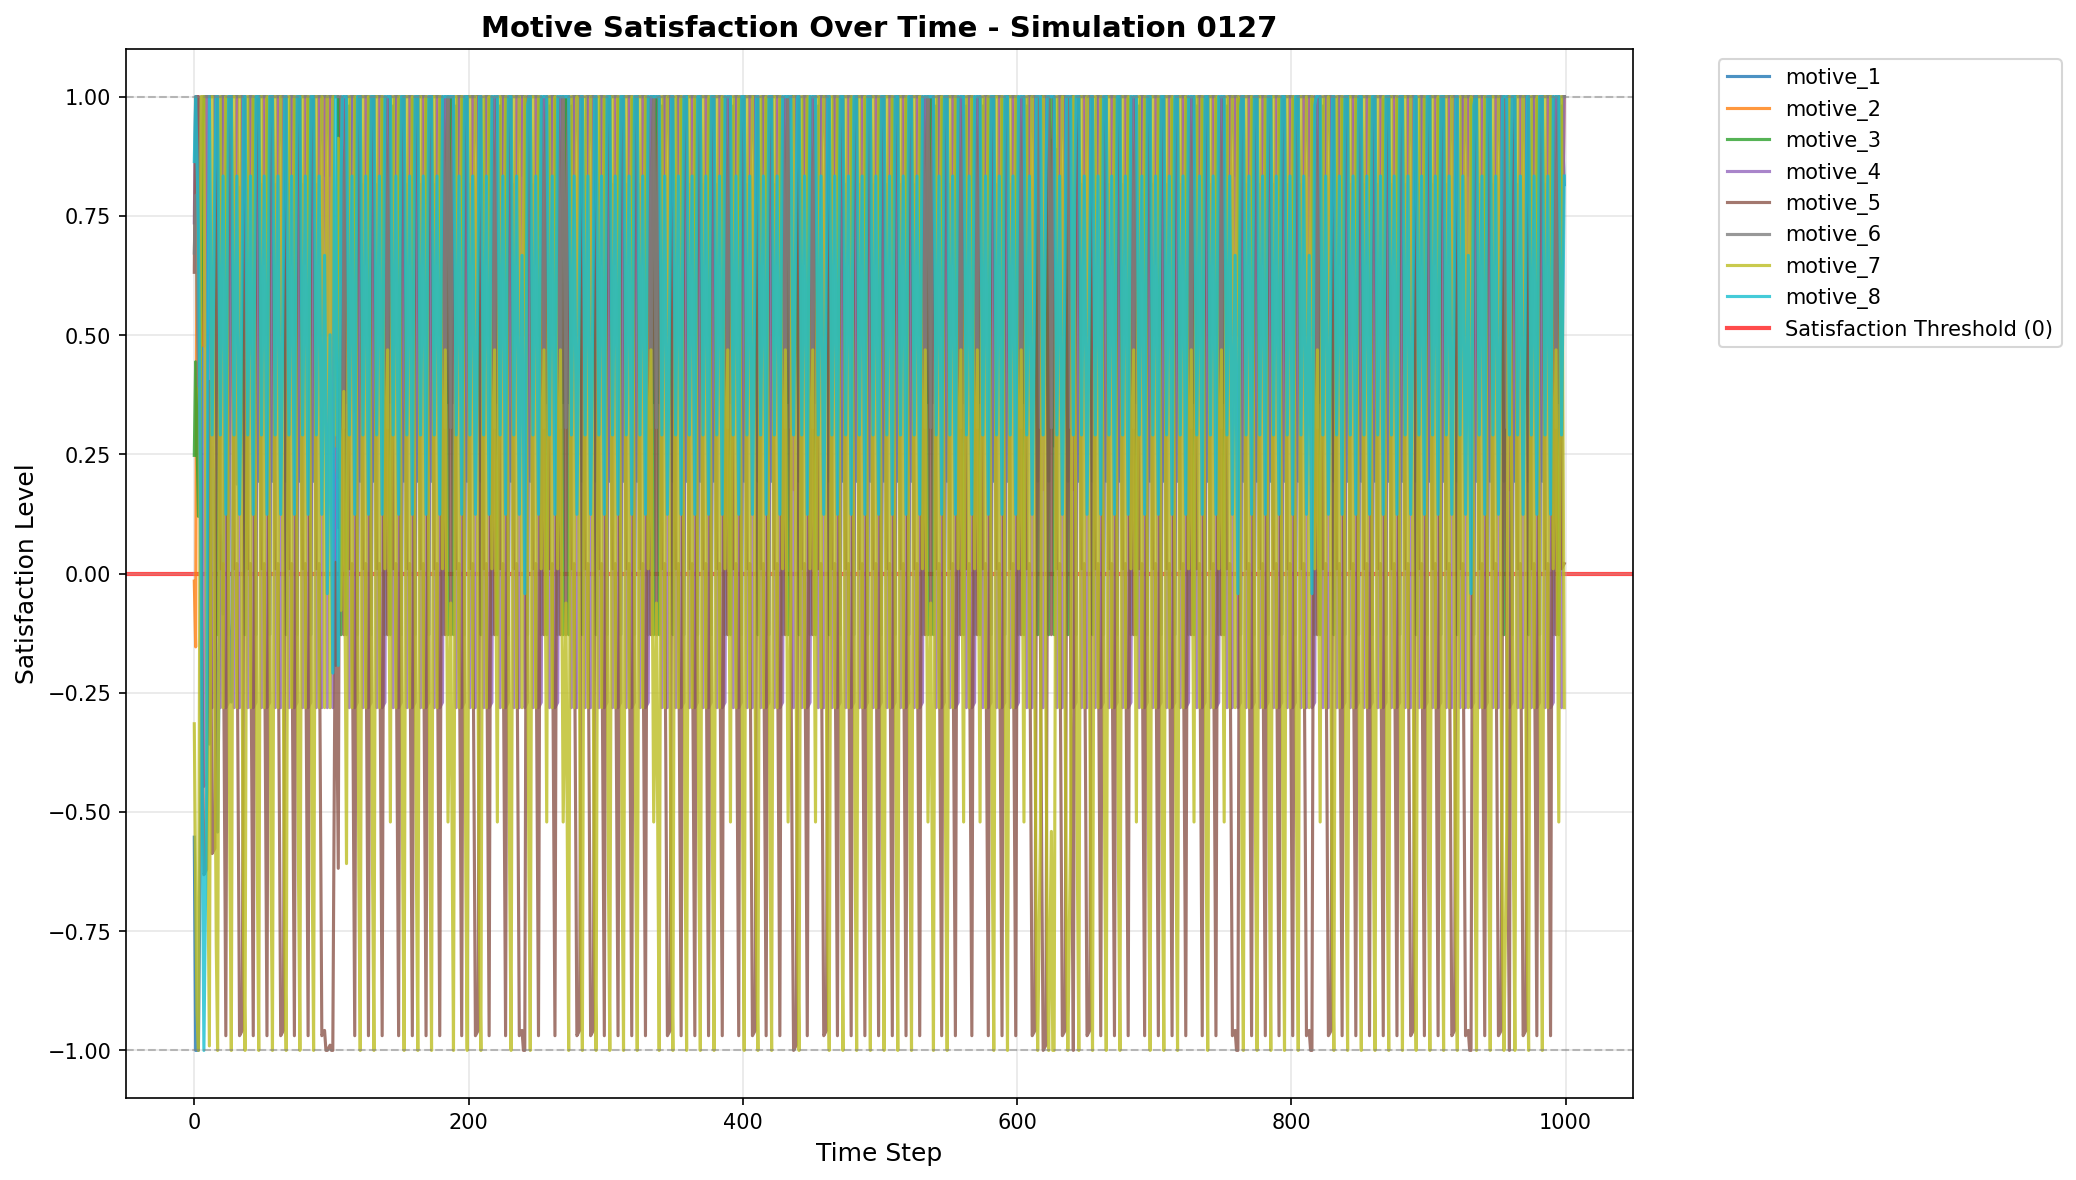 Motive Satisfaction Over Time - Simulation 0127
Satisfaction Level
1.00
0.75
0.50
0.25
0.00
−0.25
−0.50
−0.75
−1.00
0
200
400
600
800
1000
Time Step
motive_1
motive_2
motive_3
motive_4
motive_5
motive_6
motive_7
motive_8
Satisfaction Threshold (0)